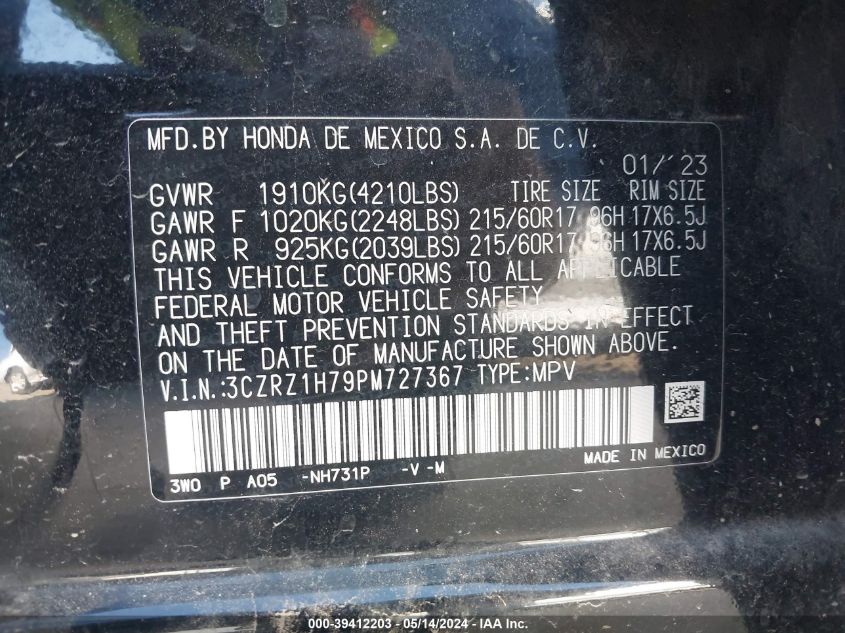 MFD.BY HONDA DE MEXICO S.A. DE C.V.
01/'23
GVWR 1910KG(4210LBS) TIRE SIZE RIM SIZE
GAWR F 1020KG(2248LBS) 215/60R17 96H 17X6.5J
GAWR R 925KG(2039LBS) 215/60R17 96H 17X6.5J
THIS VEHICLE CONFORMS TO ALL APPLICABLE
FEDERAL MOTOR VEHICLE SAFETY
AND THEFT PREVENTION STANDARDS IN EFFECT
ON THE DATE OF MANUFACTURE SHOWN ABOVE.
V.I.N.:3CZRZ1H79PM727367 TYPE:MPV
3W0 P A05 -NH731P -V -M MADE IN MEXICO
000-39412203 - 05/14/2024 - IAA Inc.